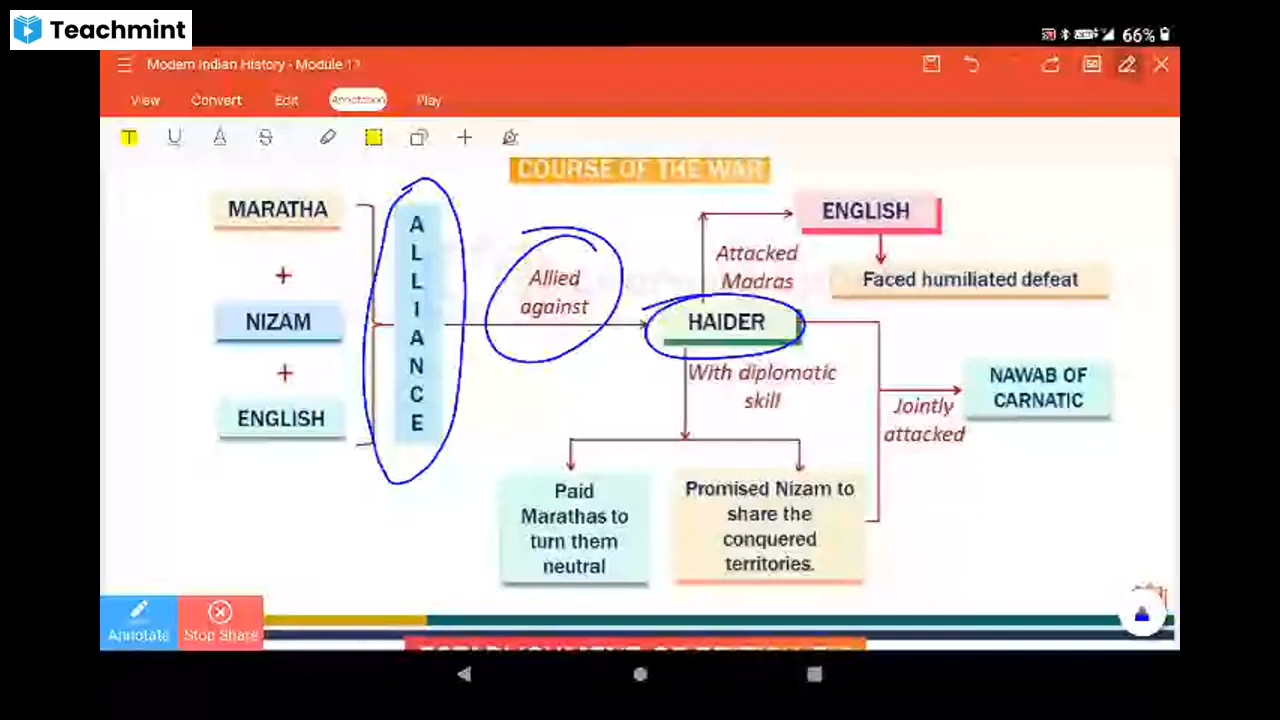 Teachmint
66%
Modern Indian History - Module 11
View Convert Edit Annotation Play
COURSE OF THE WAR
MARATHA
+
NIZAM
+
ENGLISH
A
L
L
I
A
N
C
E
Allied
against
HAIDER
Attacked
Madras
ENGLISH
Faced humiliated defeat
With diplomatic
skill
Jointly
attacked
NAWAB OF
CARNATIC
Paid
Marathas to
turn them
neutral
Promised Nizam to
share the
conquered
territories.
Annotate Stop Share